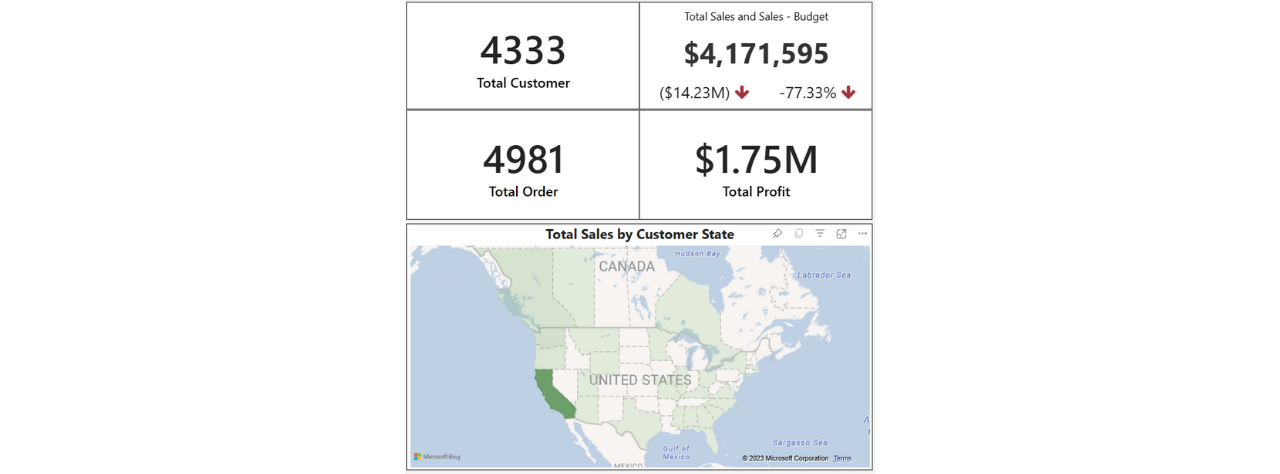 4333
Total Customer
Total Sales and Sales - Budget
$4,171,595
($14.23M)
-77.33%
4981
Total Order
$1.75M
Total Profit
Total Sales by Customer State
Hudson Bay
CANADA
Labrador Sea
UNITED STATES
Sargasso Sea
Gulf of
Mexico
MEXICO
Microsoft Bing
© 2023 Microsoft Corporation Terms